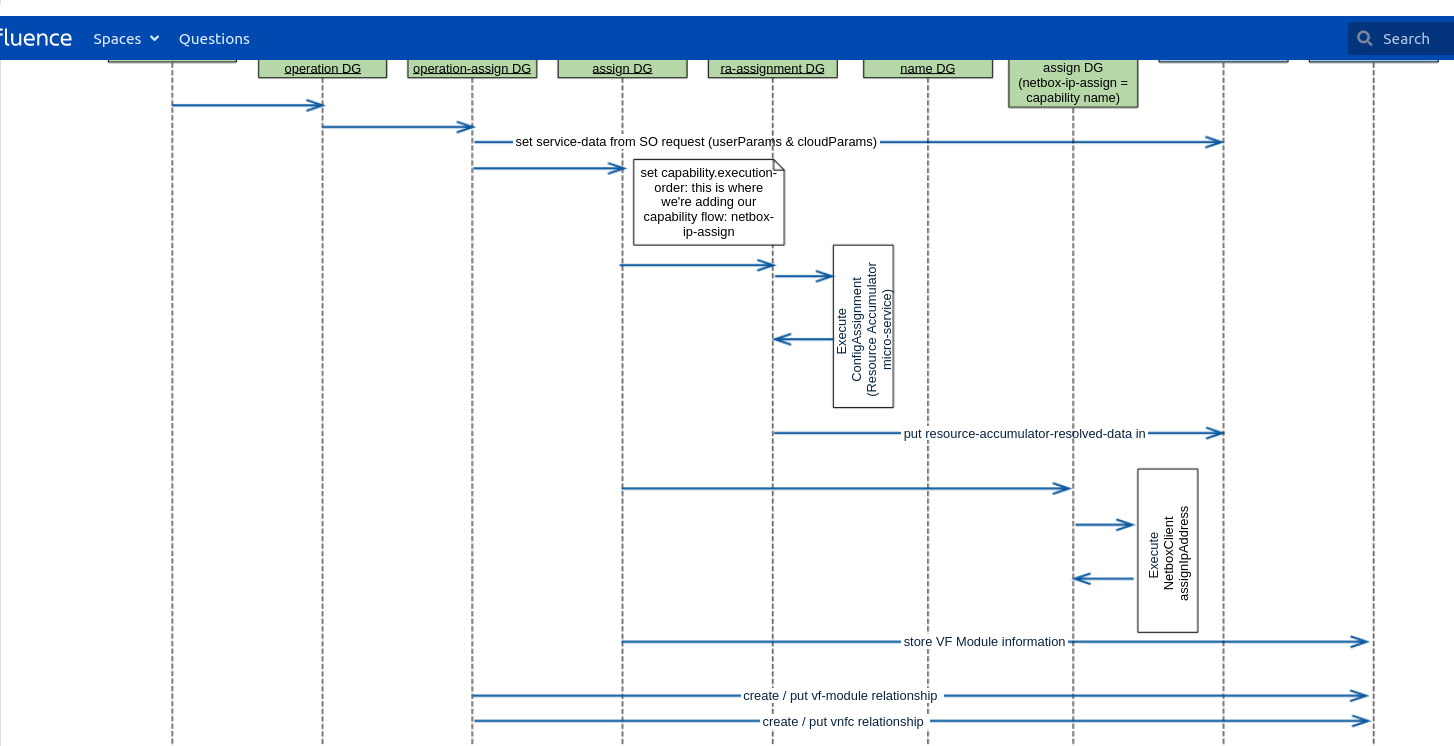 fluence
Spaces
Questions
Search
operation DG
operation-assign DG
assign DG
ra-assignment DG
name DG
assign DG
(netbox-ip-assign =
capability name)
set service-data from SO request (userParams & cloudParams)
set capability.execution-
order: this is where
we're adding our
capability flow: netbox-
ip-assign
Execute
ConfigAssignment
(Resource Accumulator
micro-service)
put resource-accumulator-resolved-data in
Execute
NetboxClient
assignIpAddress
store VF Module information
create / put vf-module relationship
create / put vnfc relationship